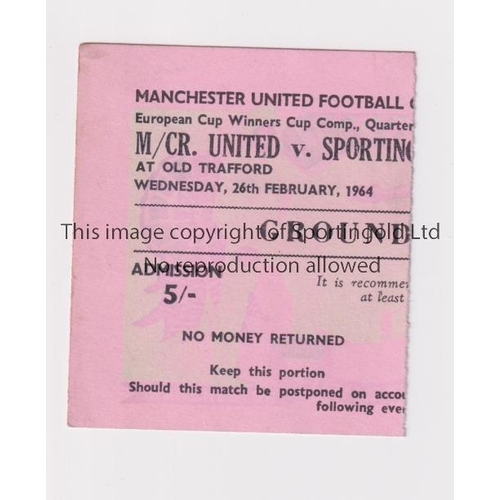 MANCHESTER UNITED FOOTBALL
European Cup Winners Cup Comp., Quarter
M/CR. UNITED v. SPORTING
AT OLD TRAFFORD
WEDNESDAY, 26th FEBRUARY, 1964
This image copyright of Sportingold Ltd
GROUND
No reproduction allowed
ADMISSION
5/-
It is recomme
at least
NO MONEY RETURNED
Keep this portion
Should this match be postponed on accou
following eve